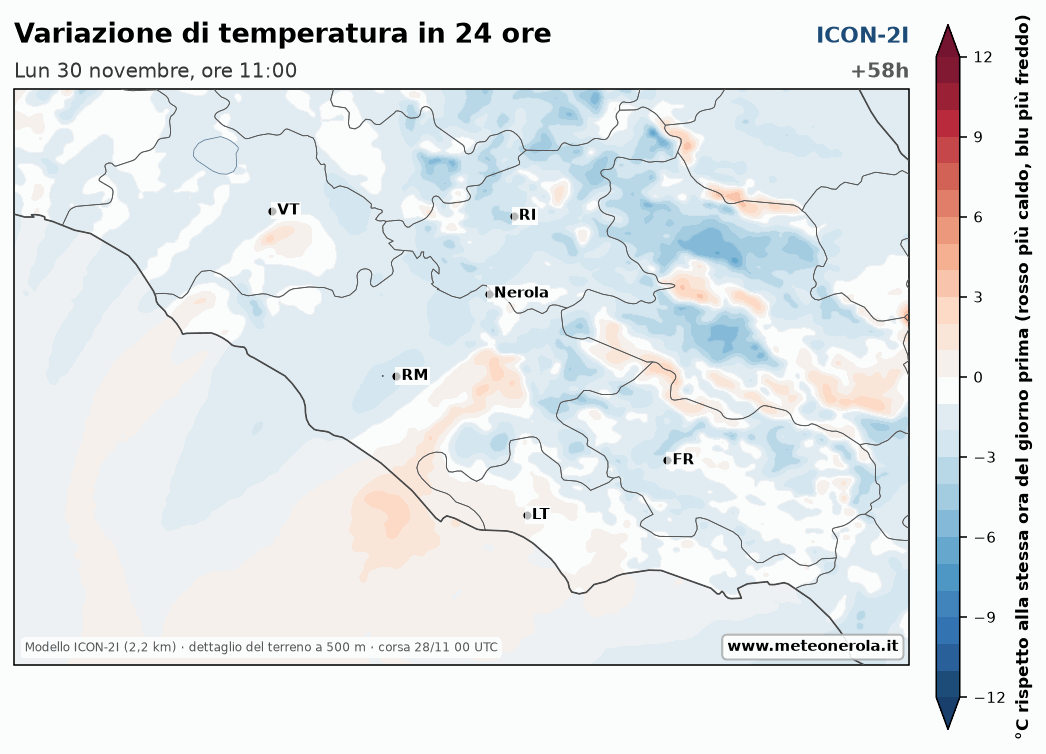 Variazione di temperatura in 24 ore
ICON-2I
Lun 30 novembre, ore 11:00
+58h
VT
RI
Nerola
RM
FR
LT
Modello ICON-2I (2,2 km) · dettaglio del terreno a 500 m · corsa 28/11 00 UTC
www.meteonerola.it
12
9
6
3
0
−3
−6
−9
−12
°C rispetto alla stessa ora del giorno prima (rosso più caldo, blu più freddo)